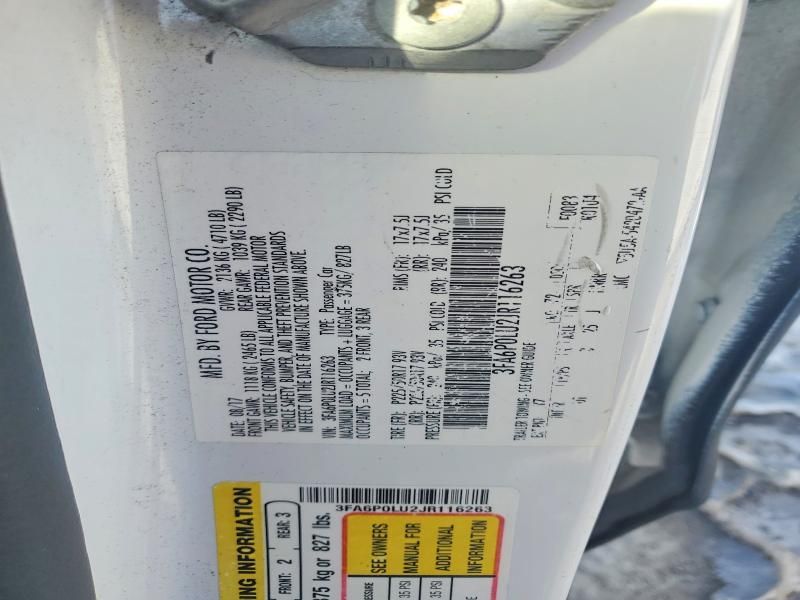 MFD. BY FORD MOTOR CO.
DATE: 08/17 GVWR: 2136 KG ( 4710 LB)
FRONT GAWR: 1118 KG ( 2465 LB) REAR GAWR: 1039 KG ( 2290 LB)
THIS VEHICLE CONFORMS TO ALL APPLICABLE FEDERAL MOTOR
VEHICLE SAFETY, BUMPER, AND THEFT PREVENTION STANDARDS
IN EFFECT ON THE DATE OF MANUFACTURE SHOWN ABOVE
VIN: 3FA6P0LU2JR116263 TYPE: Passenger Car
MAXIMUM LOAD = OCCUPANTS + LUGGAGE = 375KG/ 827LB
OCCUPANTS = 5 TOTAL: 2 FRONT, 3 REAR
TIRE (FR): P225/50R17 93V RIMS (FR): 17x7.5J
(RR): P225/50R17 93V (RR): 17x7.5J
PRESSURE (FR): 240 kPa/ 35 PSI COLD (RR): 240 kPa/ 35 PSI COLD
3FA6P0LU2JR116263
TRAILER TOWING - SEE OWNER GUIDE
3FA6P0LU2JR116263
ING INFORMATION
FRONT: 2 REAR: 3
375 kg or 827 lbs.
SEE OWNERS
MANUAL FOR
ADDITIONAL
35 PSI
35 PSI